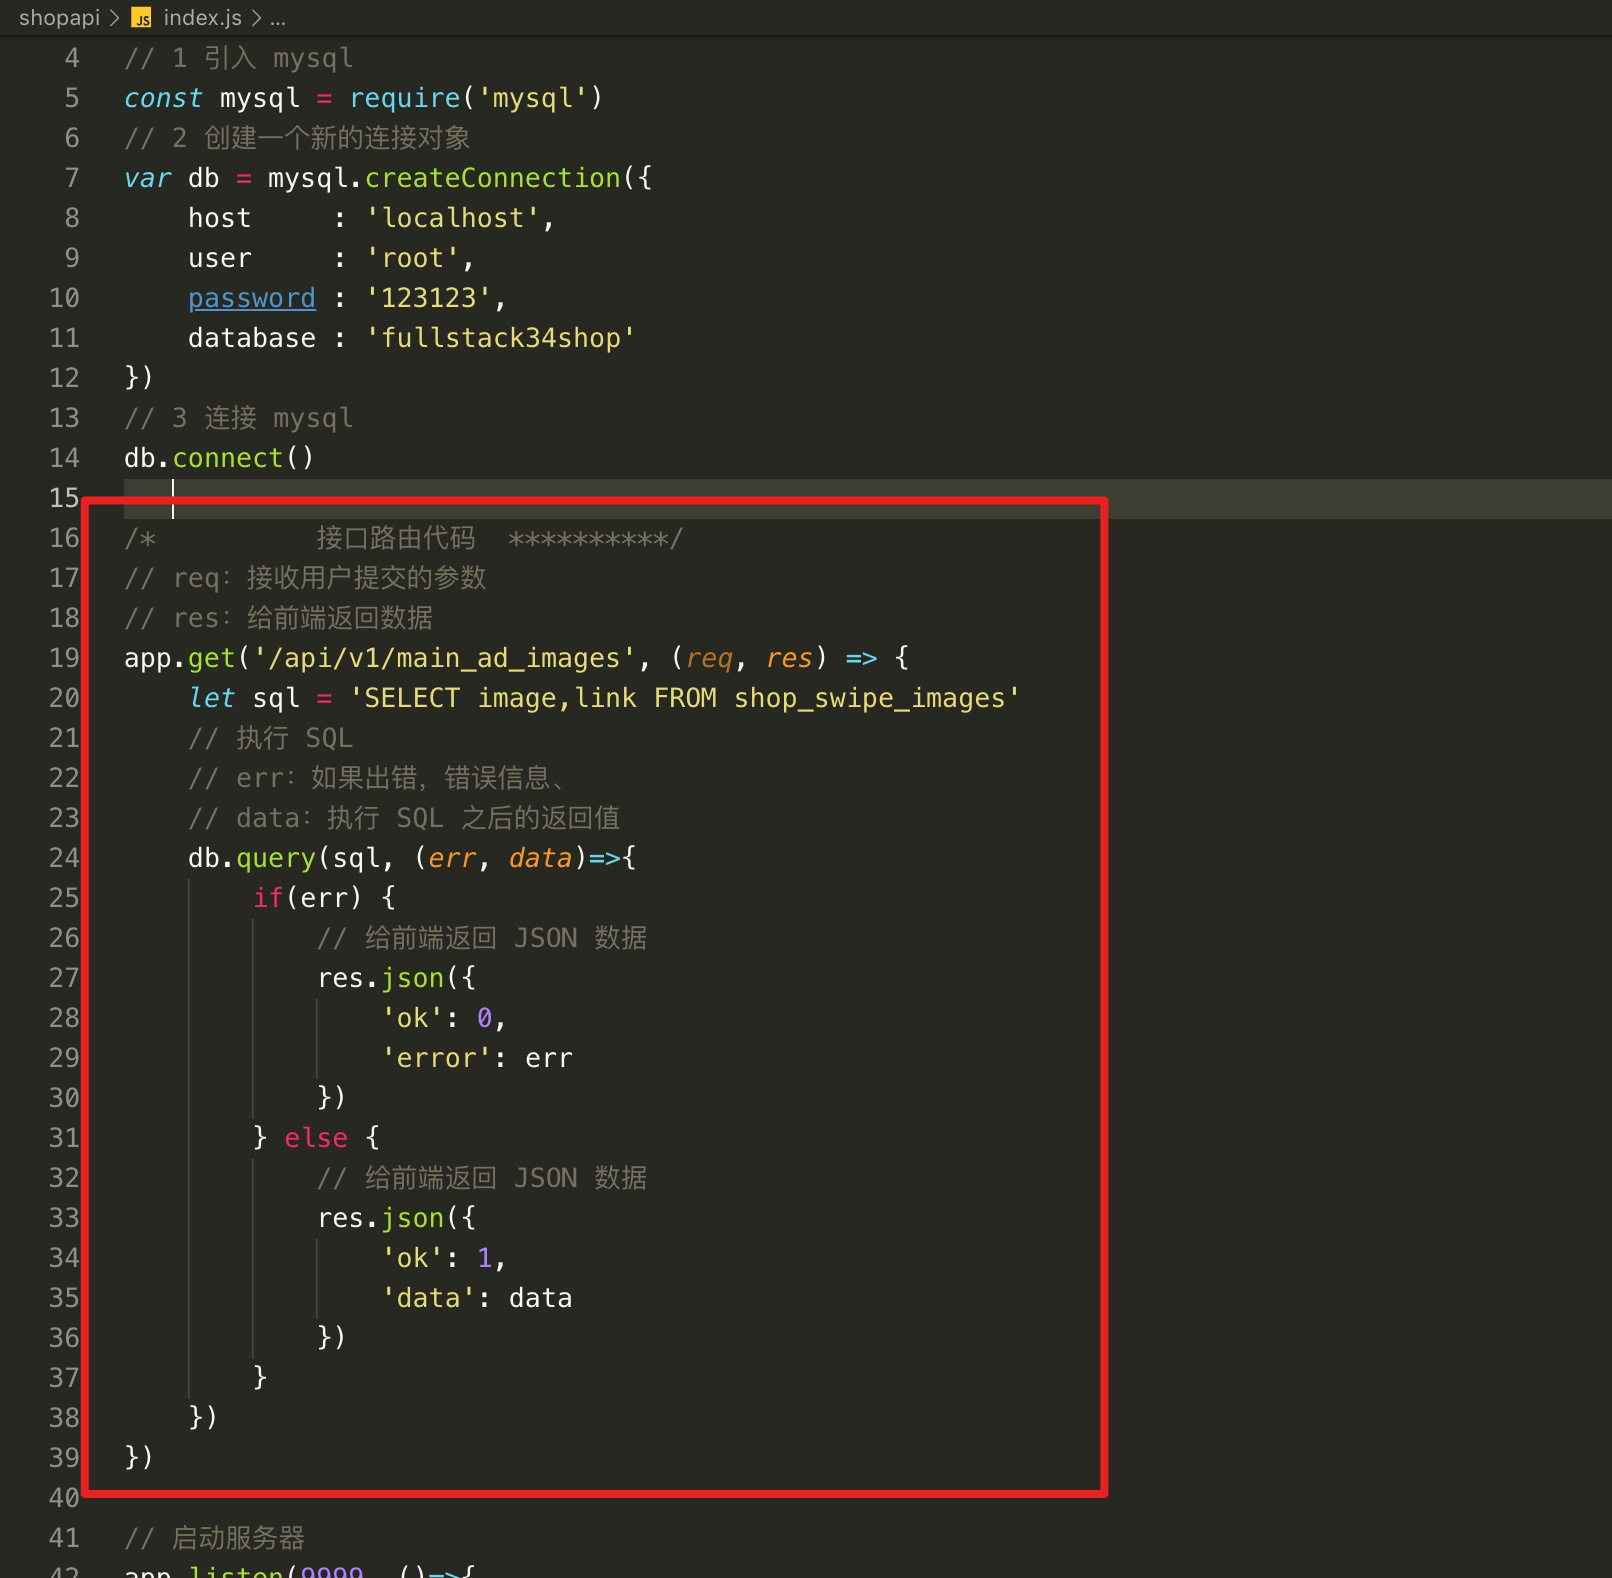 shopapi > JS index.js > ...
4 // 1 引入 mysql
5 const mysql = require('mysql')
6 // 2 创建一个新的连接对象
7 var db = mysql.createConnection({
8     host     : 'localhost',
9     user     : 'root',
10     password : '123123',
11     database : 'fullstack34shop'
12 })
13 // 3 连接 mysql
14 db.connect()
15
16 /*          接口路由代码  **********/
17 // req: 接收用户提交的参数
18 // res: 给前端返回数据
19 app.get('/api/v1/main_ad_images', (req, res) => {
20     let sql = 'SELECT image,link FROM shop_swipe_images'
21     // 执行 SQL
22     // err: 如果出错, 错误信息、
23     // data: 执行 SQL 之后的返回值
24     db.query(sql, (err, data)=>{
25         if(err) {
26             // 给前端返回 JSON 数据
27             res.json({
28                 'ok': 0,
29                 'error': err
30             })
31         } else {
32             // 给前端返回 JSON 数据
33             res.json({
34                 'ok': 1,
35                 'data': data
36             })
37         }
38     })
39 })
40
41 // 启动服务器
42 app.listen(9999, ()=>{